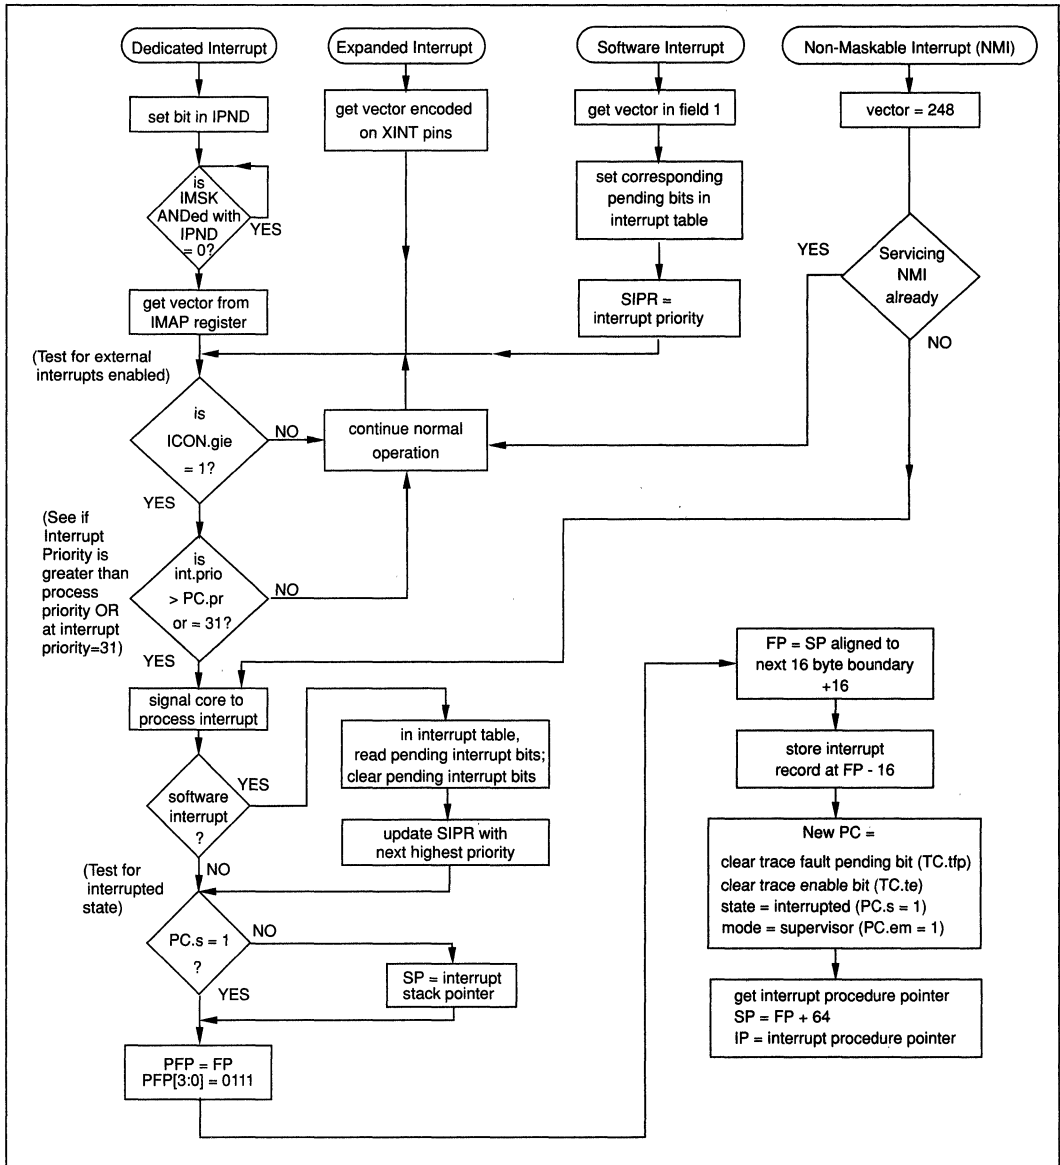 Dedicated Interrupt
Expanded Interrupt
Software Interrupt
Non-Maskable Interrupt (NMI)
set bit in IPND
get vector encoded
on XINT pins
get vector in field 1
vector = 248
is
IMSK
ANDed with
IPND
= 0?
YES
set corresponding
pending bits in
interrupt table
YES
Servicing
NMI
already
NO
get vector from
IMAP register
SIPR =
interrupt priority
(Test for external
interrupts enabled)
is
ICON.gie
= 1?
NO
YES
continue normal
operation
(See if
Interrupt
Priority is
greater than
process
priority OR
at interrupt
priority=31)
is
int.prio
> PC.pr
or = 31?
NO
YES
signal core to
process interrupt
in interrupt table,
read pending interrupt bits;
clear pending interrupt bits
software
interrupt
?
YES
NO
update SIPR with
next highest priority
(Test for
interrupted
state)
PC.s = 1
?
NO
YES
SP = interrupt
stack pointer
PFP = FP
PFP[3:0] = 0111
FP = SP aligned to
next 16 byte boundary
+16
store interrupt
record at FP - 16
New PC =
clear trace fault pending bit (TC.tfp)
clear trace enable bit (TC.te)
state = interrupted (PC.s = 1)
mode = supervisor (PC.em = 1)
get interrupt procedure pointer
SP = FP + 64
IP = interrupt procedure pointer